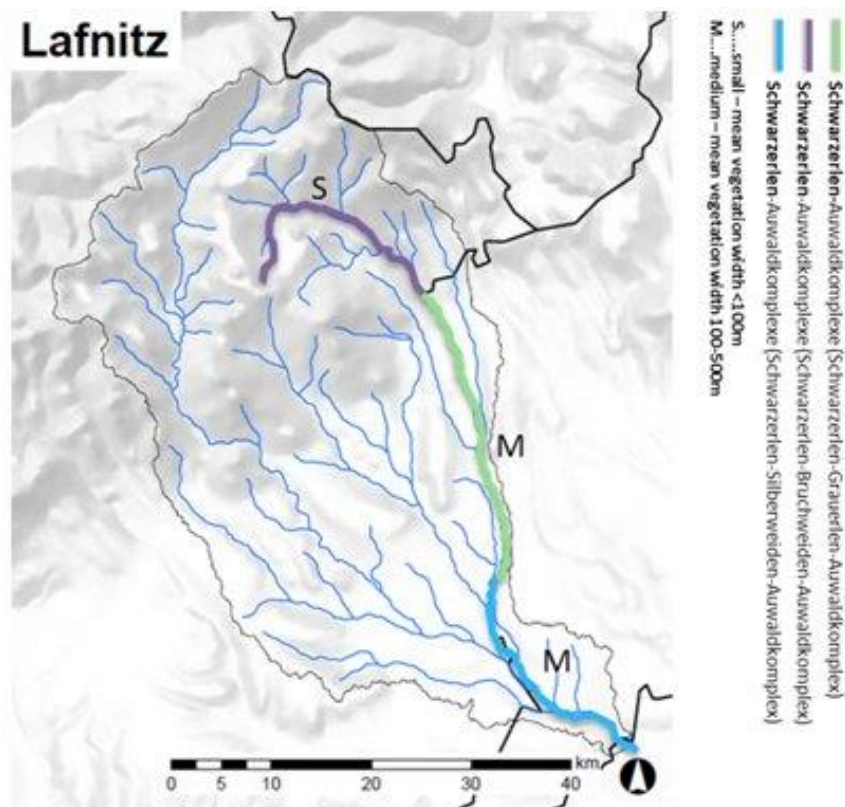 Lafnitz
S
M
M
0 5 10 20 30 40
km
Schwarzerlen-Auwaldkomplexe (Schwarzerlen-Grauerlen-Auwaldkomplex)
Schwarzerlen-Auwaldkomplexe (Schwarzerlen-Bruchweiden-Auwaldkomplex)
Schwarzerlen-Auwaldkomplexe (Schwarzerlen-Silberweiden-Auwaldkomplex)
S.....small – mean vegetation width <100m
M....medium – mean vegetation width 100-500m